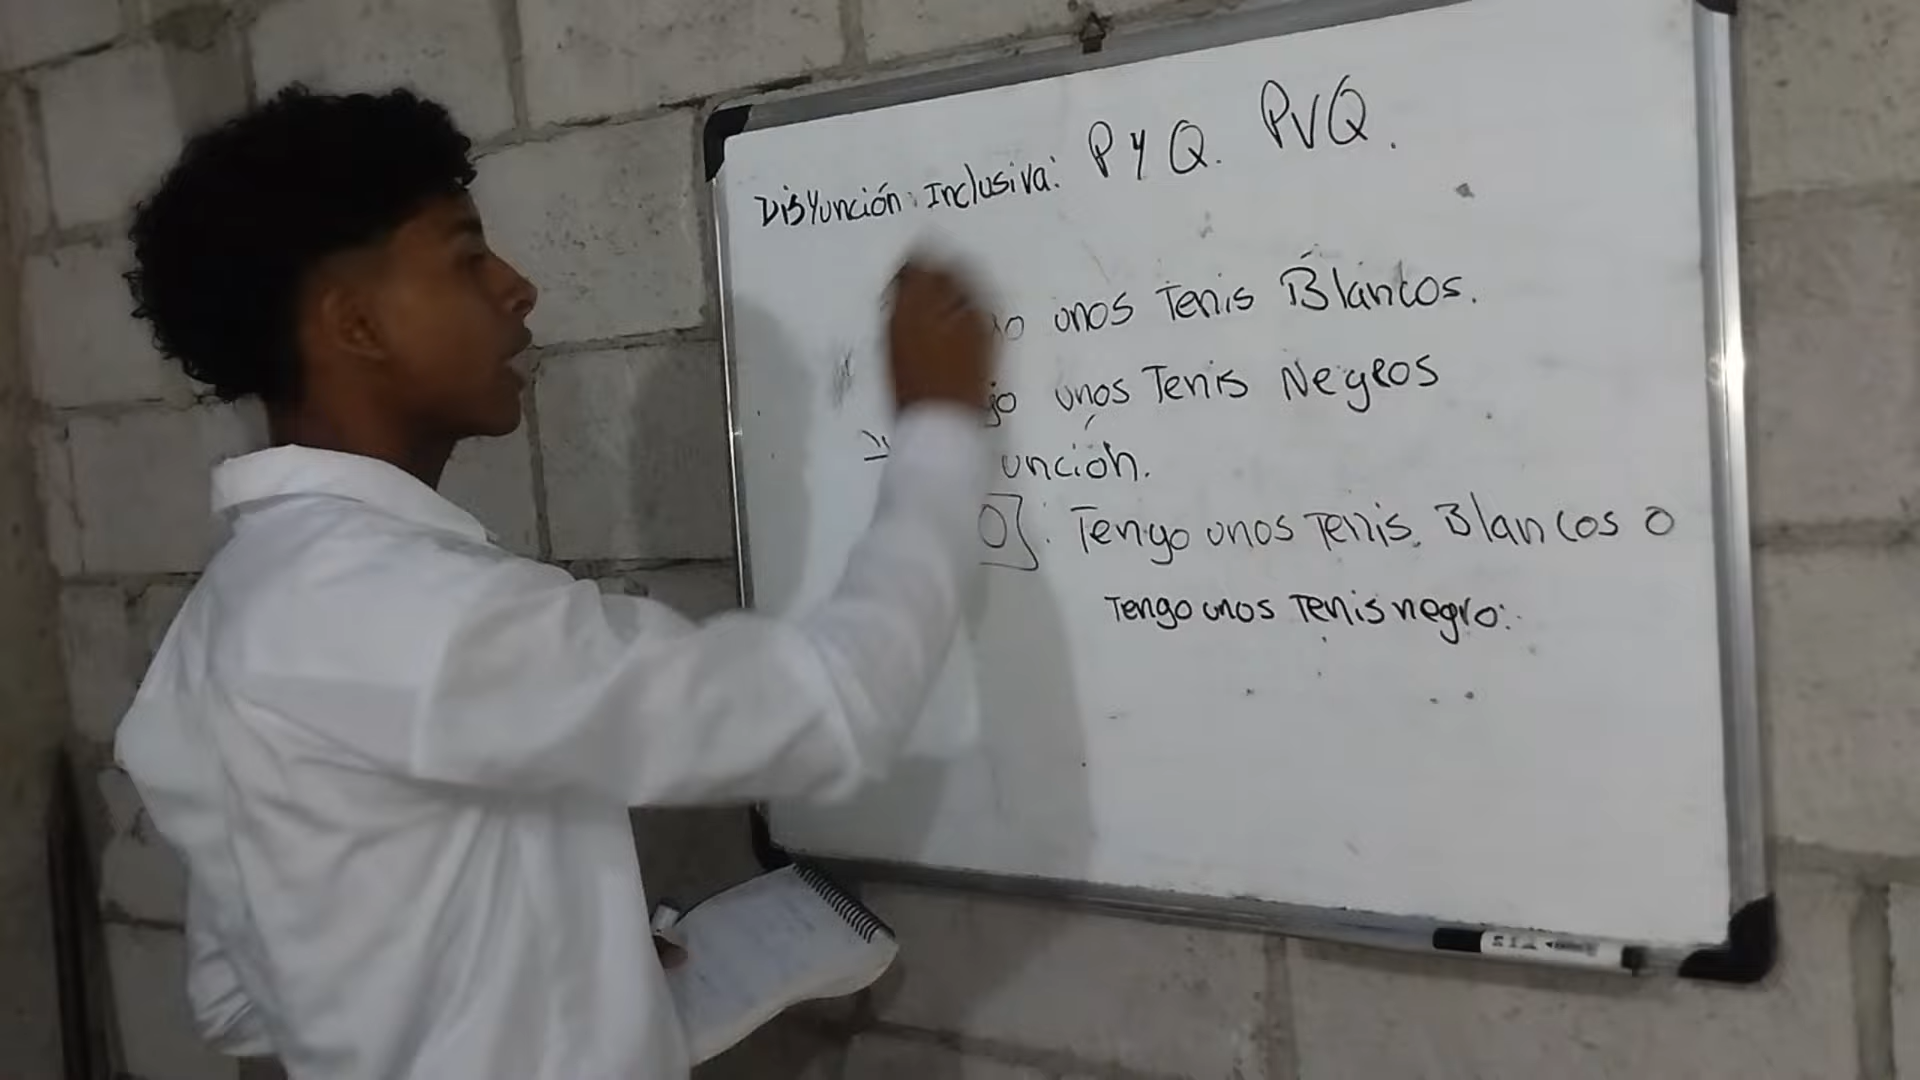 Disyunción: Inclusiva: P y Q. PVQ.
unos Tenis Blancos.
unos Tenis Negros
unción.
O]: Tengo unos Tenis. Blancos o
Tengo unos Tenis negro: